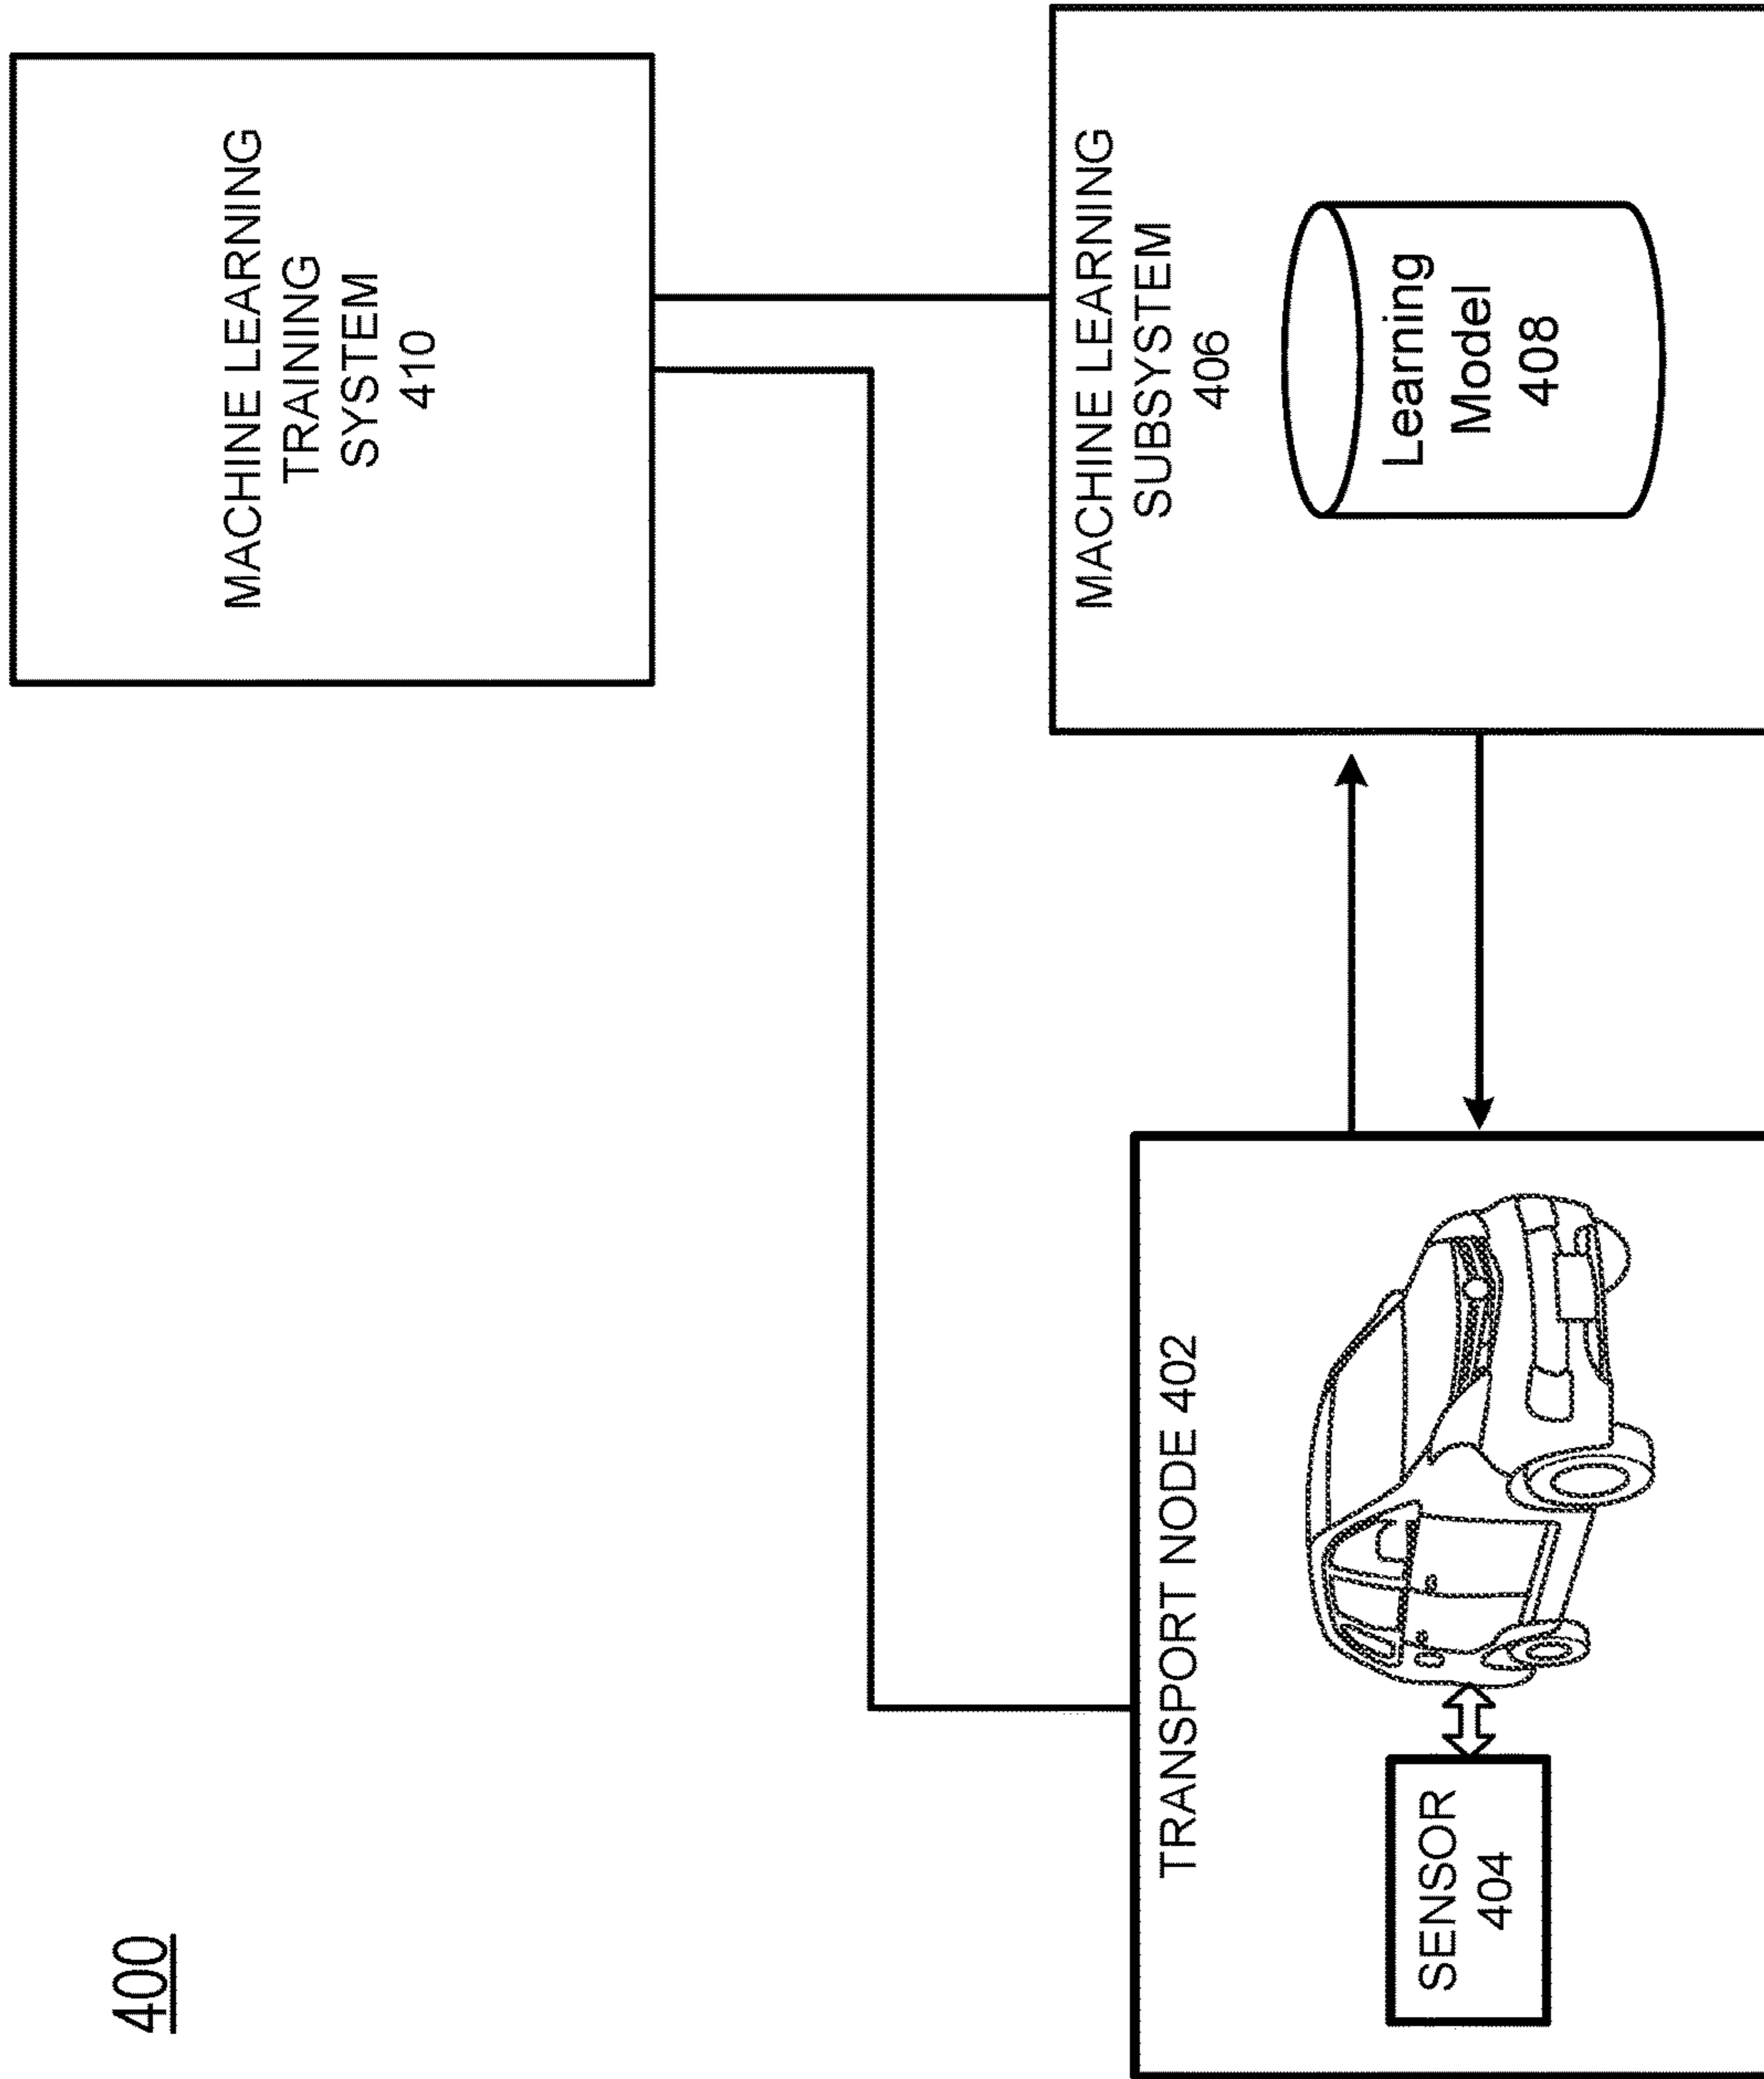 400
MACHINE LEARNING
TRAINING
SYSTEM
410
TRANSPORT NODE 402
SENSOR
404
MACHINE LEARNING
SUBSYSTEM
406
Learning
Model
408